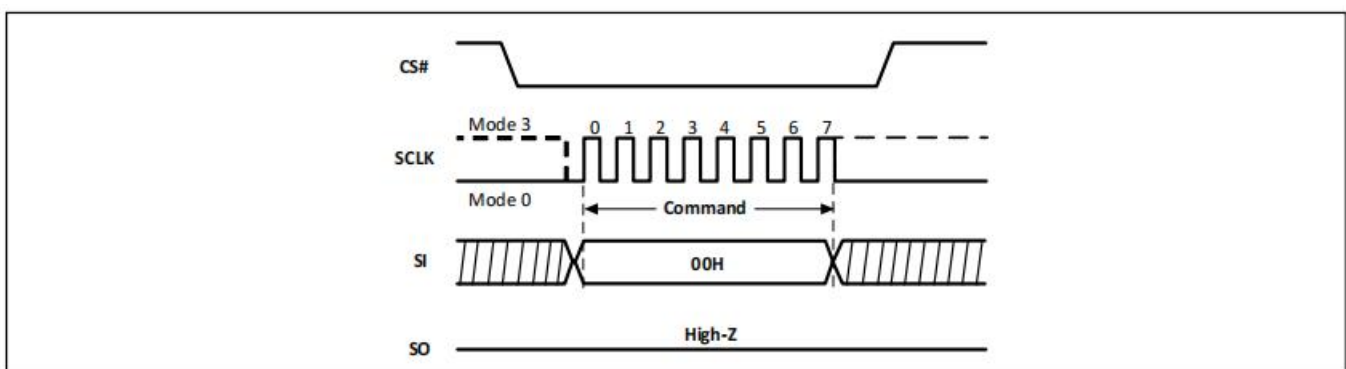 CS#
Mode 3
0 1 2 3 4 5 6 7
SCLK
Mode 0
Command
SI
00H
High-Z
SO